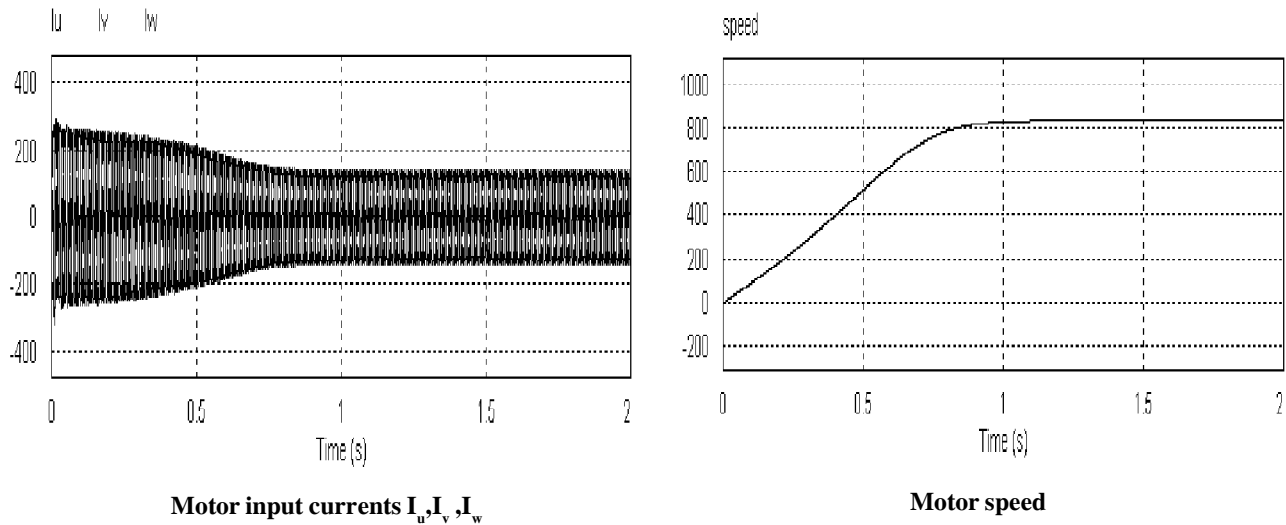 Iu Iv Iw
400
200
0
-200
-400
0 0.5 1 1.5 2
Time (s)
Motor input currents Iu,Iv ,Iw
speed
1000
800
600
400
200
0
-200
0 0.5 1 1.5 2
Time (s)
Motor speed